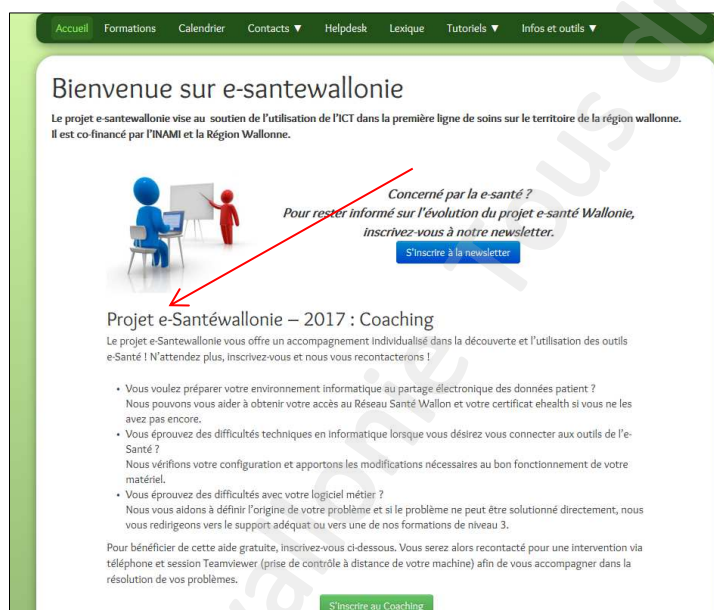 Accueil Formations Calendrier Contacts ▼ Helpdesk Lexique Tutoriels ▼ Infos et outils ▼
Bienvenue sur e-santewallonie
Le projet e-santewallonie vise au soutien de l'utilisation de l'ICT dans la première ligne de soins sur le territoire de la région wallonne.
Il est co-financé par l'INAMI et la Région Wallonne.
Concerné par la e-santé ?
Pour rester informé sur l'évolution du projet e-santé Wallonie,
inscrivez-vous à notre newsletter.
S'inscrire à la newsletter
Projet e-Santéwallonie – 2017 : Coaching
Le projet e-Santewallonie vous offre un accompagnement individualisé dans la découverte et l'utilisation des outils
e-Santé ! N'attendez plus, inscrivez-vous et nous vous recontacterons !
• Vous voulez préparer votre environnement informatique au partage électronique des données patient ?
Nous pouvons vous aider à obtenir votre accès au Réseau Santé Wallon et votre certificat ehealth si vous ne les
avez pas encore.
• Vous éprouvez des difficultés techniques en informatique lorsque vous désirez vous connecter aux outils de l'e-
Santé ?
Nous vérifions votre configuration et apportons les modifications nécessaires au bon fonctionnement de votre
matériel.
• Vous éprouvez des difficultés avec votre logiciel métier ?
Nous vous aidons à définir l'origine de votre problème et si le problème ne peut être solutionné directement, nous
vous redirigeons vers le support adéquat ou vers une de nos formations de niveau 3.
Pour bénéficier de cette aide gratuite, inscrivez-vous ci-dessous. Vous serez alors recontacté pour une intervention via
téléphone et session Teamviewer (prise de contrôle à distance de votre machine) afin de vous accompagner dans la
résolution de vos problèmes.
S'inscrire au Coaching
wallonie Tous